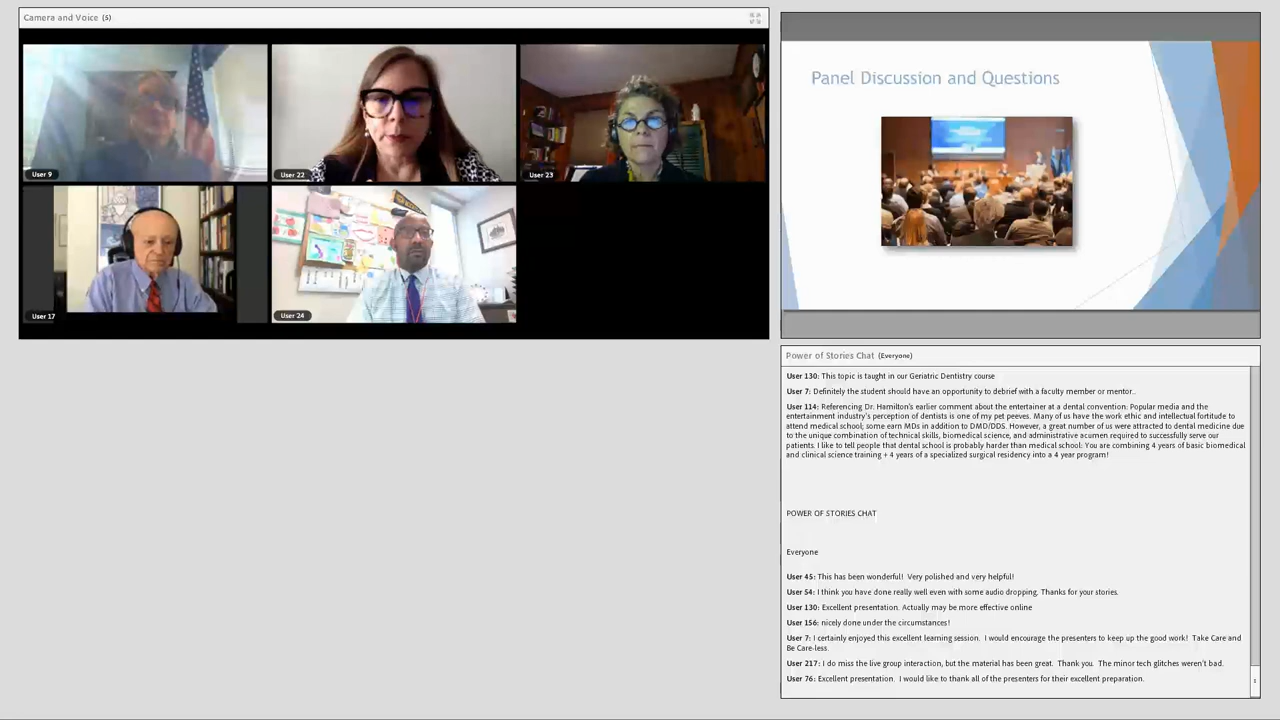 Camera and Voice (5)
User 9
User 22
User 23
User 17
User 24
Panel Discussion and Questions
Power of Stories Chat (Everyone)
User 130: This topic is taught in our Geriatric Dentistry course
User 7: Definitely the student should have an opportunity to debrief with a faculty member or mentor..
User 114: Referencing Dr. Hamilton's earlier comment about the entertainer at a dental convention: Popular media and the
entertainment industry's perception of dentists is one of my pet peeves. Many of us have the work ethic and intellectual fortitude to
attend medical school; some earn MDs in addition to DMD/DDS. However, a great number of us were attracted to dental medicine due
to the unique combination of technical skills, biomedical science, and administrative acumen required to successfully serve our
patients. I like to tell people that dental school is probably harder than medical school: You are combining 4 years of basic biomedical
and clinical science training + 4 years of a specialized surgical residency into a 4 year program!
POWER OF STORIES CHAT
Everyone
User 45: This has been wonderful! Very polished and very helpful!
User 54: I think you have done really well even with some audio dropping. Thanks for your stories.
User 130: Excellent presentation. Actually may be more effective online
User 156: nicely done under the circumstances!
User 7: I certainly enjoyed this excellent learning session. I would encourage the presenters to keep up the good work! Take Care and
Be Care-less.
User 217: I do miss the live group interaction, but the material has been great. Thank you. The minor tech glitches weren't bad.
User 76: Excellent presentation. I would like to thank all of the presenters for their excellent preparation.